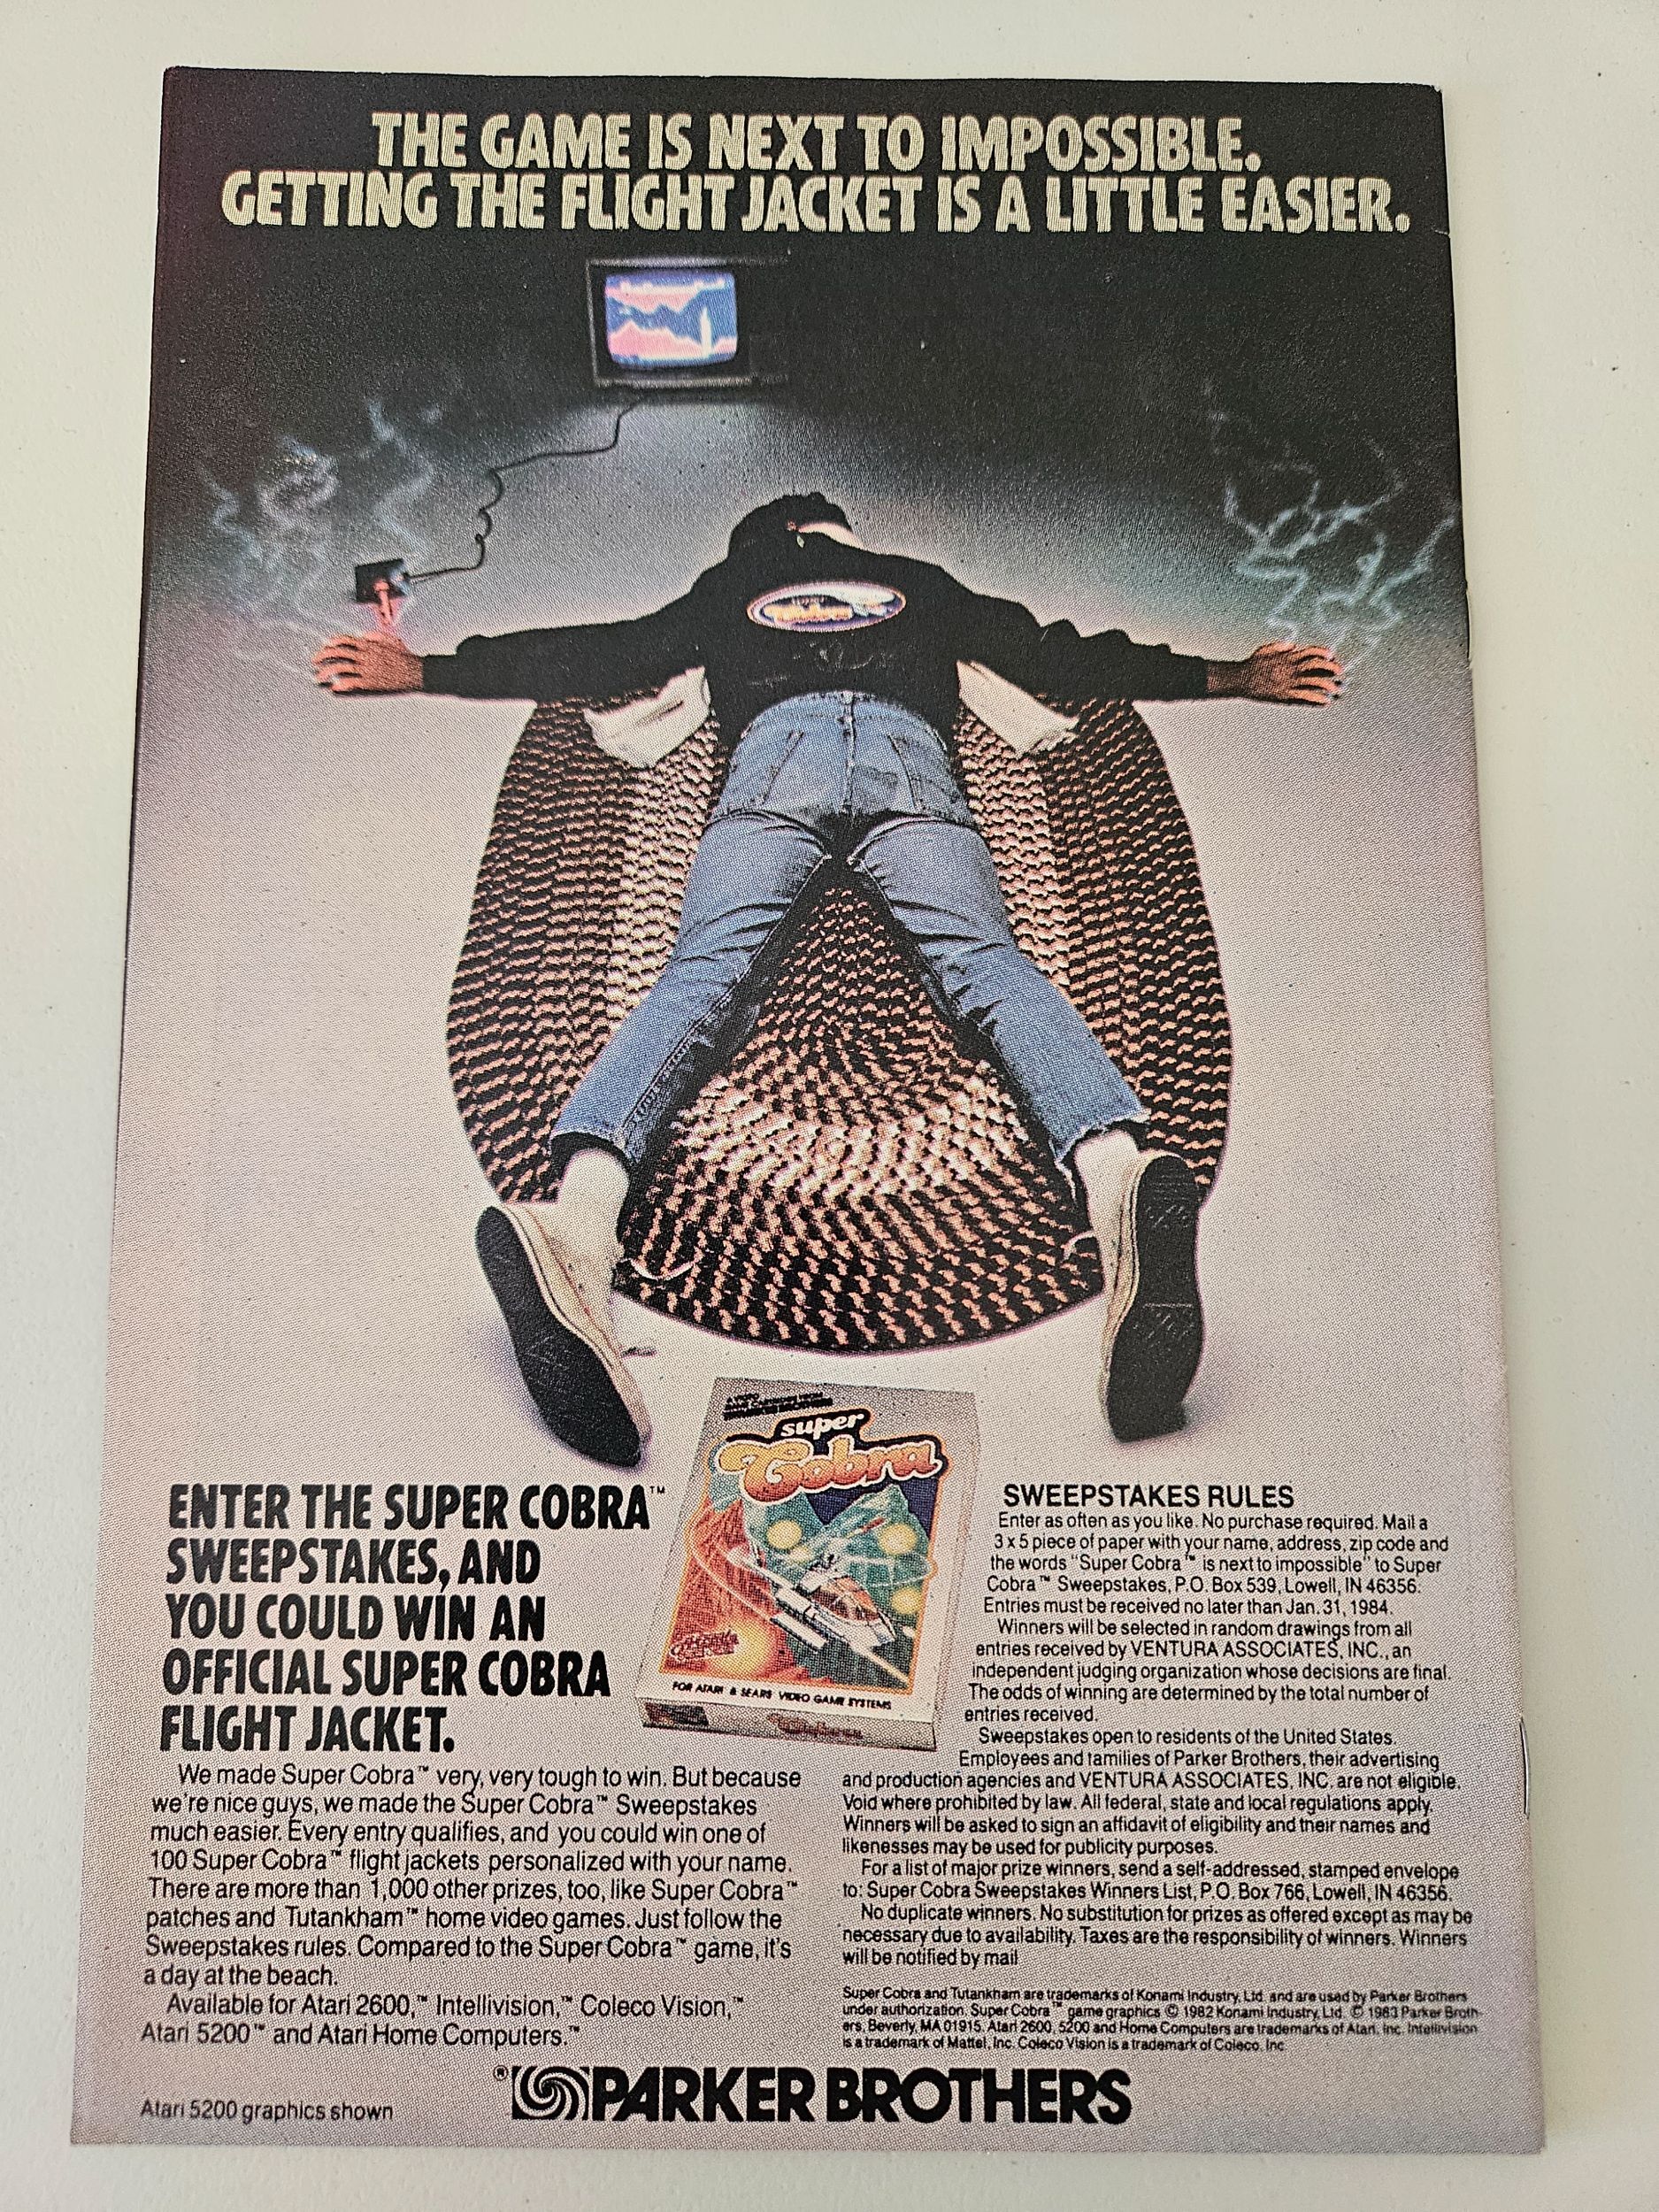 THE GAME IS NEXT TO IMPOSSIBLE.
GETTING THE FLIGHT JACKET IS A LITTLE EASIER.
super
Cobra
FOR ATARI & SEARS VIDEO GAME SYSTEMS
ENTER THE SUPER COBRA™
SWEEPSTAKES, AND
YOU COULD WIN AN
OFFICIAL SUPER COBRA
FLIGHT JACKET.
We made Super Cobra™ very, very tough to win. But because
we're nice guys, we made the Super Cobra™ Sweepstakes
much easier. Every entry qualifies, and you could win one of
100 Super Cobra™ flight jackets personalized with your name.
There are more than 1,000 other prizes, too, like Super Cobra™
patches and Tutankham™ home video games. Just follow the
Sweepstakes rules. Compared to the Super Cobra™ game, it's
a day at the beach.
Available for Atari 2600,™ Intellivision,™ Coleco Vision,™
Atari 5200™ and Atari Home Computers.™
SWEEPSTAKES RULES
Enter as often as you like. No purchase required. Mail a
3 x 5 piece of paper with your name, address, zip code and
the words "Super Cobra™ is next to impossible" to Super
Cobra™ Sweepstakes, P.O. Box 539, Lowell, IN 46356.
Entries must be received no later than Jan. 31, 1984.
Winners will be selected in random drawings from all
entries received by VENTURA ASSOCIATES, INC., an
independent judging organization whose decisions are final.
The odds of winning are determined by the total number of
entries received.
Sweepstakes open to residents of the United States.
Employees and families of Parker Brothers, their advertising
and production agencies and VENTURA ASSOCIATES, INC. are not eligible.
Void where prohibited by law. All federal, state and local regulations apply.
Winners will be asked to sign an affidavit of eligibility and their names and
likenesses may be used for publicity purposes.
For a list of major prize winners, send a self-addressed, stamped envelope
to: Super Cobra Sweepstakes Winners List, P.O. Box 766, Lowell, IN 46356.
No duplicate winners. No substitution for prizes as offered except as may be
necessary due to availability. Taxes are the responsibility of winners. Winners
will be notified by mail
Super Cobra and Tutankham are trademarks of Konami Industry, Ltd. and are used by Parker Brothers
under authorization. Super Cobra™ game graphics © 1982 Konami Industry, Ltd. © 1983 Parker Broth-
ers, Beverly, MA 01915. Atari 2600, 5200 and Home Computers are trademarks of Atari, Inc. Intellivision
is a trademark of Mattel, Inc. Coleco Vision is a trademark of Coleco, Inc.
® PARKER BROTHERS
Atari 5200 graphics shown